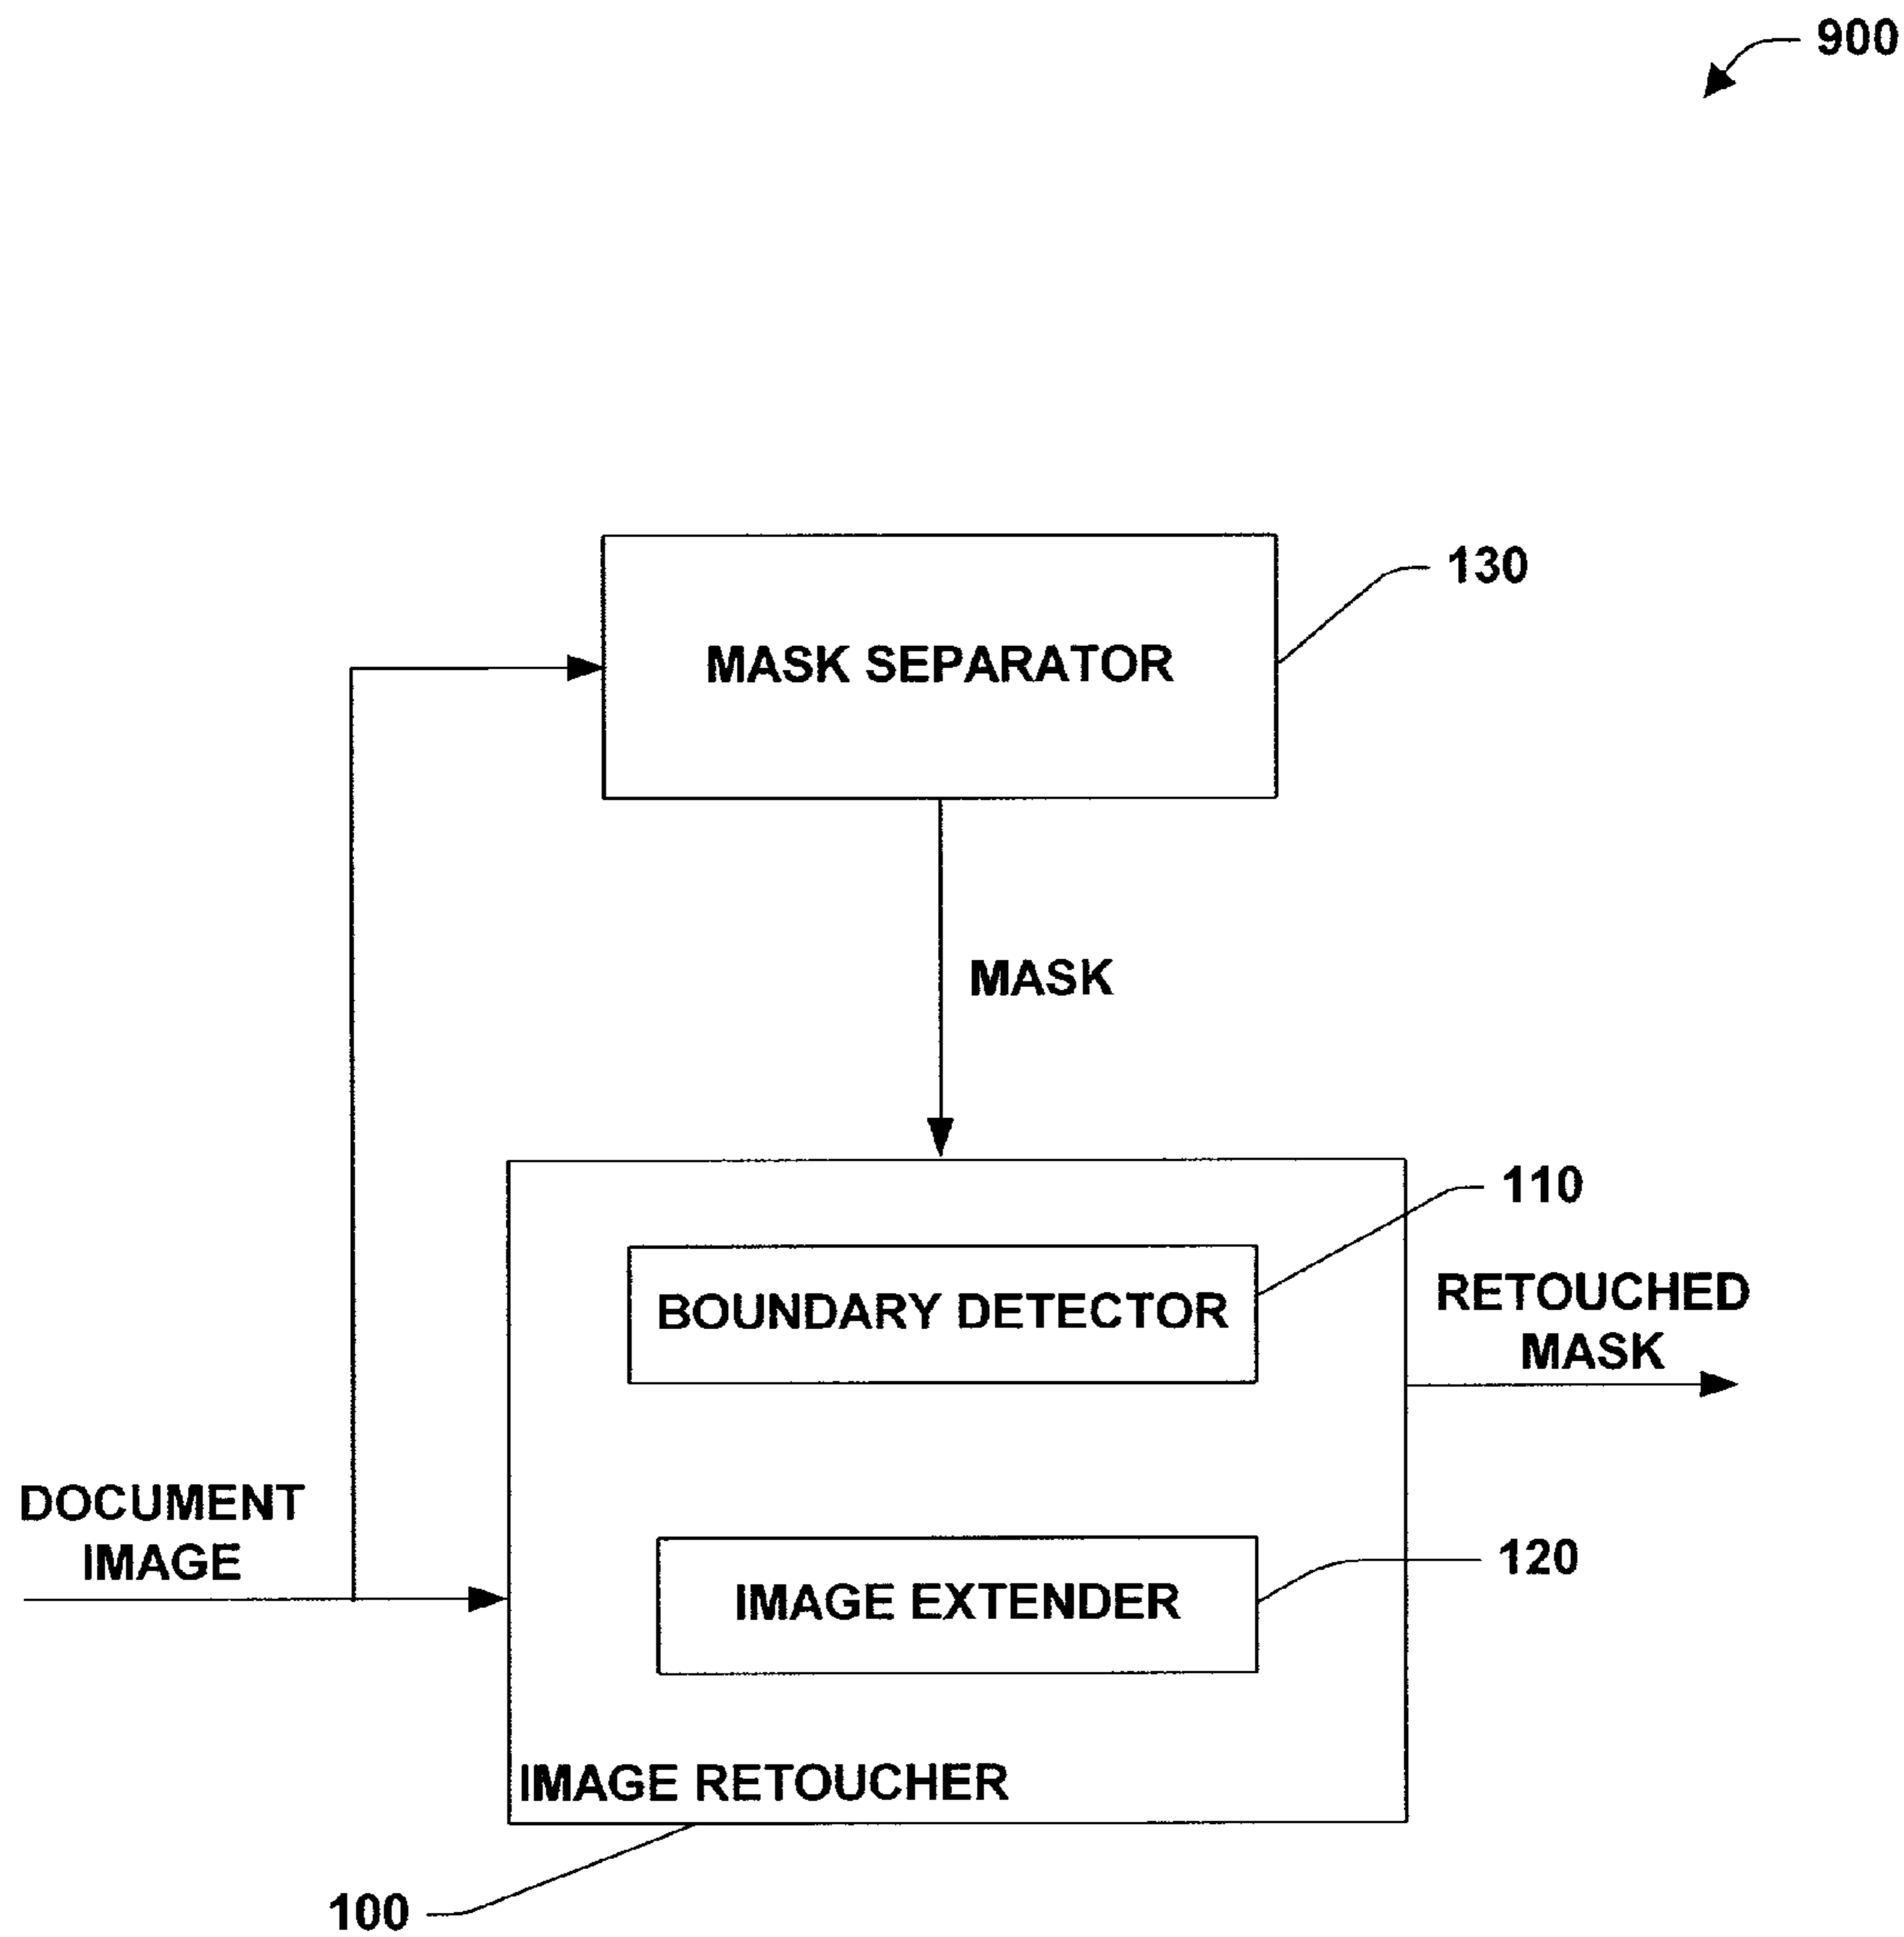 900
130
MASK SEPARATOR
MASK
110
BOUNDARY DETECTOR
RETOUCHED
MASK
DOCUMENT
IMAGE
120
IMAGE EXTENDER
IMAGE RETOUCHER
100